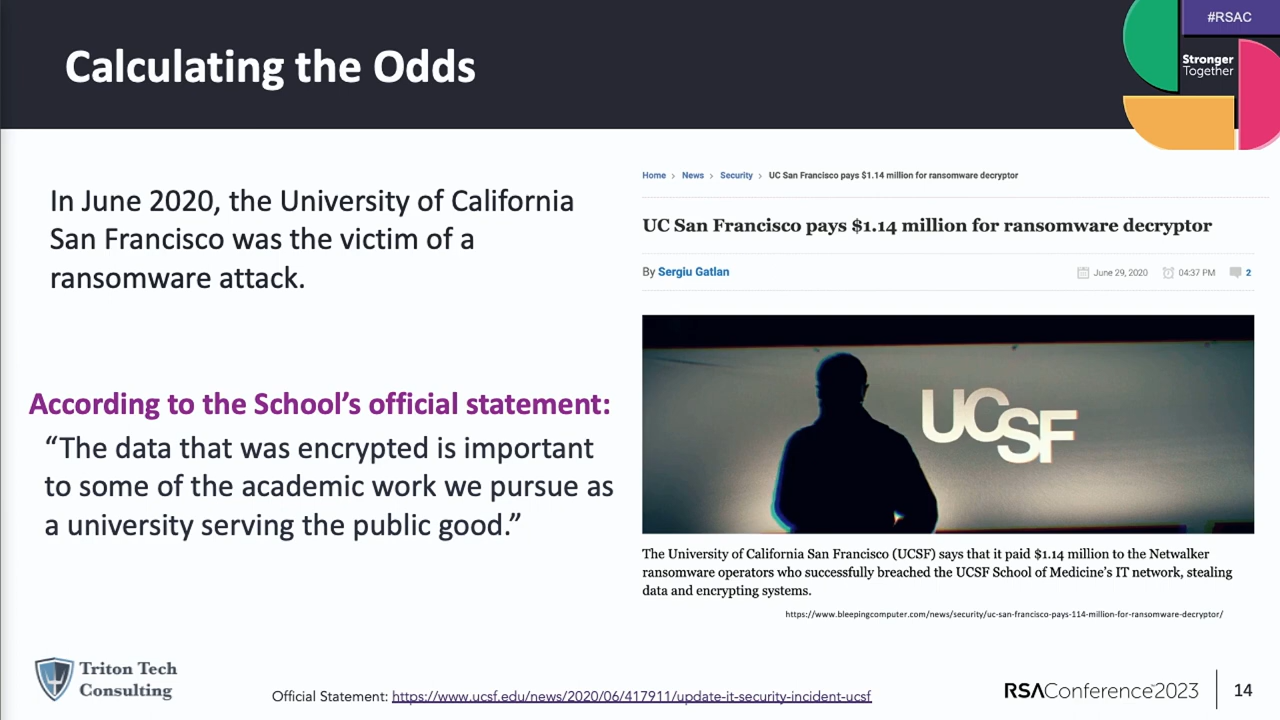 #RSAC
Stronger
Together
Calculating the Odds
In June 2020, the University of California
San Francisco was the victim of a
ransomware attack.
According to the School’s official statement:
“The data that was encrypted is important
to some of the academic work we pursue as
a university serving the public good.”
Home > News > Security > UC San Francisco pays $1.14 million for ransomware decryptor
UC San Francisco pays $1.14 million for ransomware decryptor
By Sergiu Gatlan
June 29, 2020 04:37 PM 2
UCSF
The University of California San Francisco (UCSF) says that it paid $1.14 million to the Netwalker
ransomware operators who successfully breached the UCSF School of Medicine’s IT network, stealing
data and encrypting systems.
https://www.bleepingcomputer.com/news/security/uc-san-francisco-pays-114-million-for-ransomware-decryptor/
Triton Tech
Consulting
Official Statement: https://www.ucsf.edu/news/2020/06/417911/update-it-security-incident-ucsf
RSAConference™2023
14